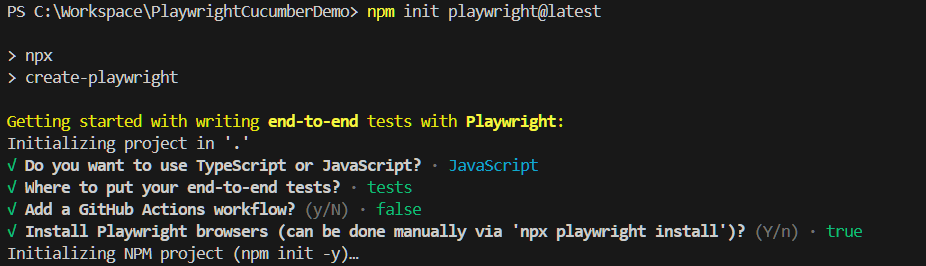 PS C:\Workspace\PlaywrightCucumberDemo> npm init playwright@latest
> npx
> create-playwright
Getting started with writing end-to-end tests with Playwright:
Initializing project in '.'
√ Do you want to use TypeScript or JavaScript? · JavaScript
√ Where to put your end-to-end tests? · tests
√ Add a GitHub Actions workflow? (y/N) · false
√ Install Playwright browsers (can be done manually via 'npx playwright install')? (Y/n) · true
Initializing NPM project (npm init -y)…